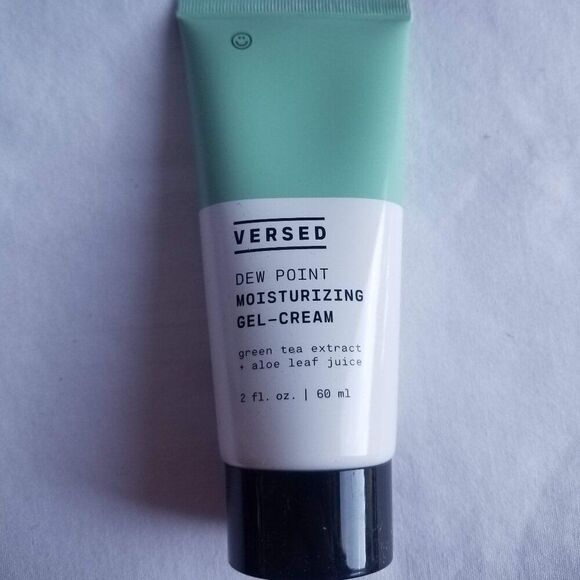 VERSED
DEW POINT
MOISTURIZING
GEL-CREAM
green tea extract
+ aloe leaf juice
2 fl. oz. | 60 ml